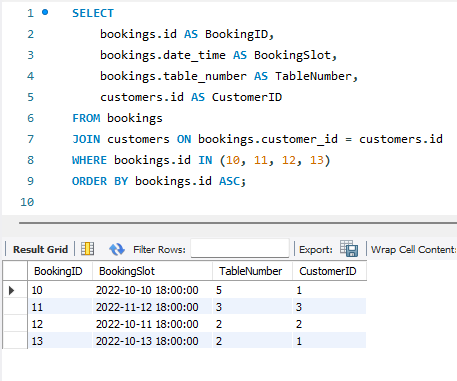 1 SELECT
2 bookings.id AS BookingID,
3 bookings.date_time AS BookingSlot,
4 bookings.table_number AS TableNumber,
5 customers.id AS CustomerID
6 FROM bookings
7 JOIN customers ON bookings.customer_id = customers.id
8 WHERE bookings.id IN (10, 11, 12, 13)
9 ORDER BY bookings.id ASC;
10
Result Grid Filter Rows: Export: Wrap Cell Content:
BookingID BookingSlot TableNumber CustomerID
10 2022-10-10 18:00:00 5 1
11 2022-11-12 18:00:00 3 3
12 2022-10-11 18:00:00 2 2
13 2022-10-13 18:00:00 2 1